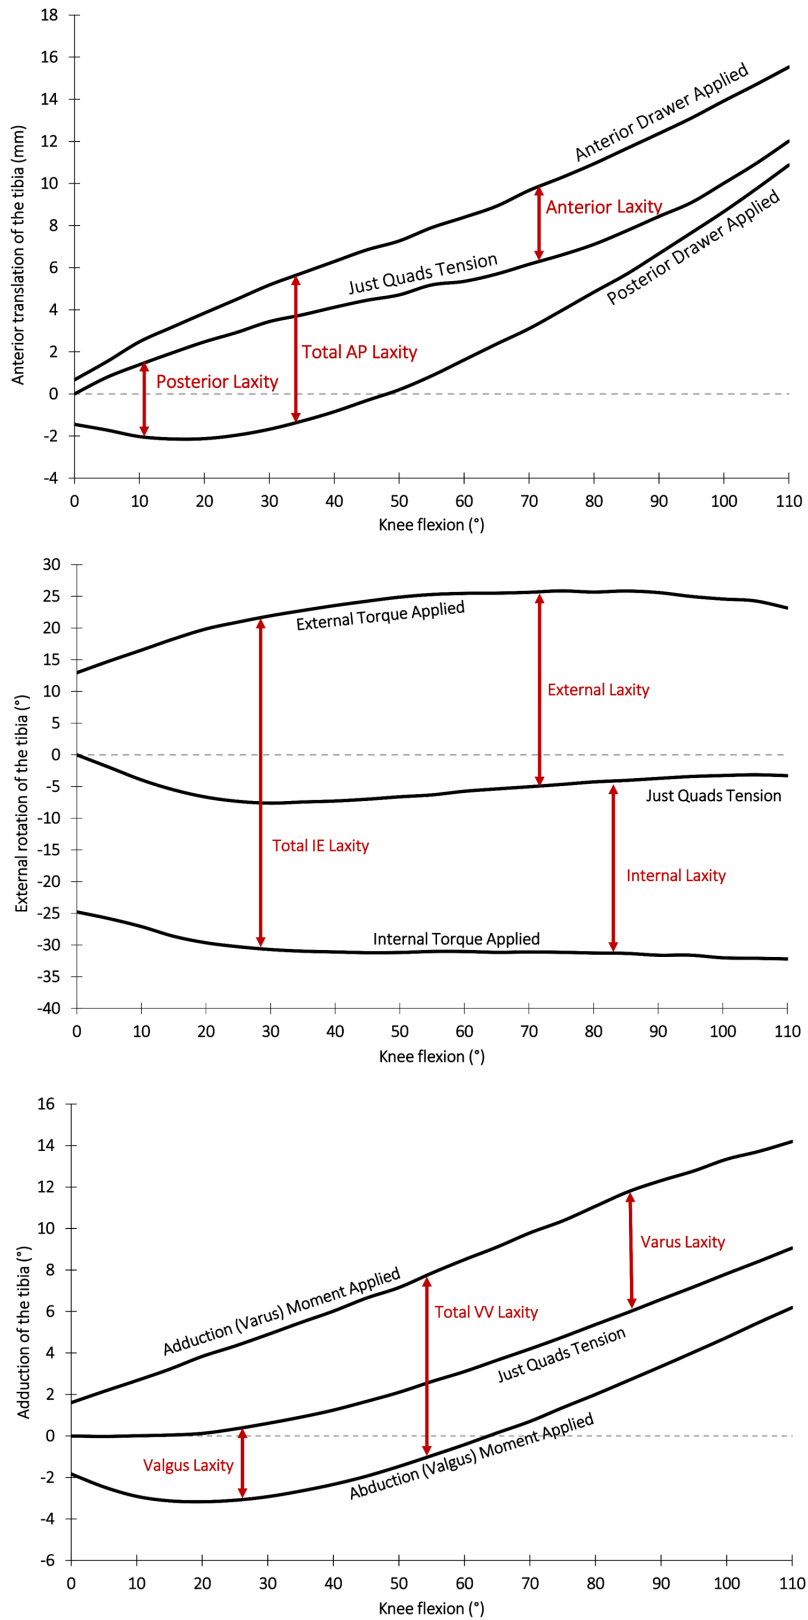 18
16
14
12
10
8
6
4
2
0
-2
-4
Anterior translation of the tibia (mm)
Anterior Drawer Applied
Anterior Laxity
Just Quads Tension
Posterior Drawer Applied
Total AP Laxity
Posterior Laxity
0 10 20 30 40 50 60 70 80 90 100 110
Knee flexion (°)
30
25
20
15
10
5
0
-5
-10
-15
-20
-25
-30
-35
-40
External rotation of the tibia (°)
External Torque Applied
External Laxity
Just Quads Tension
Total IE Laxity
Internal Laxity
Internal Torque Applied
0 10 20 30 40 50 60 70 80 90 100 110
Knee flexion (°)
16
14
12
10
8
6
4
2
0
-2
-4
-6
Adduction of the tibia (°)
Varus Laxity
Adduction (Varus) Moment Applied
Total VV Laxity
Just Quads Tension
Valgus Laxity
Abduction (Valgus) Moment Applied
0 10 20 30 40 50 60 70 80 90 100 110
Knee flexion (°)